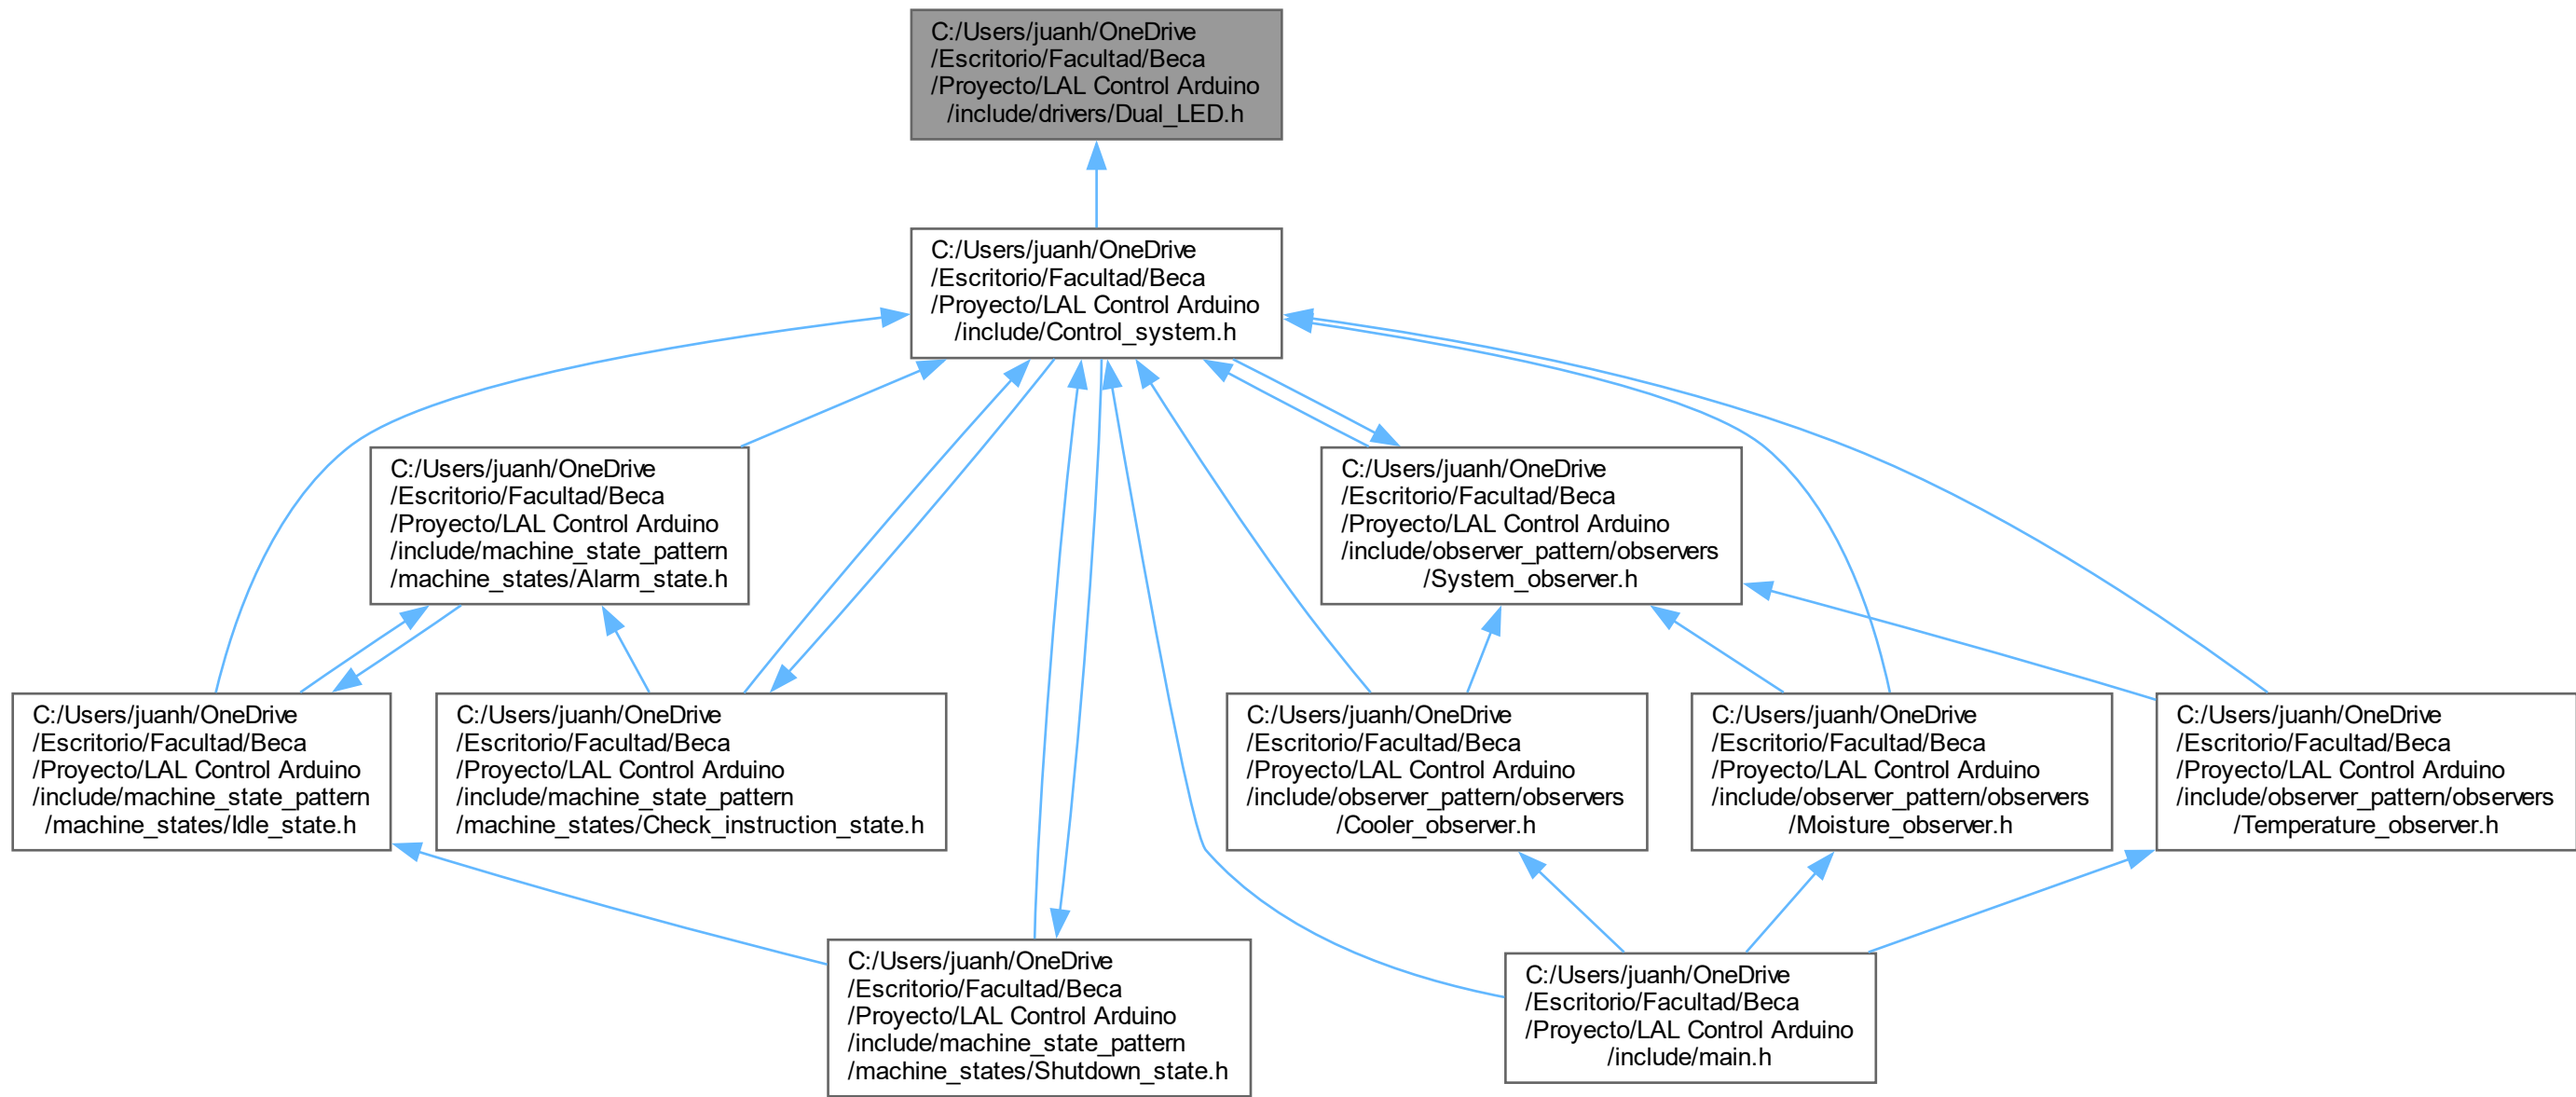 C:/Users/juanh/OneDrive
/Escritorio/Facultad/Beca
/Proyecto/LAL Control Arduino
/include/drivers/Dual_LED.h
C:/Users/juanh/OneDrive
/Escritorio/Facultad/Beca
/Proyecto/LAL Control Arduino
/include/Control_system.h
C:/Users/juanh/OneDrive
/Escritorio/Facultad/Beca
/Proyecto/LAL Control Arduino
/include/machine_state_pattern
/machine_states/Alarm_state.h
C:/Users/juanh/OneDrive
/Escritorio/Facultad/Beca
/Proyecto/LAL Control Arduino
/include/observer_pattern/observers
/System_observer.h
C:/Users/juanh/OneDrive
/Escritorio/Facultad/Beca
/Proyecto/LAL Control Arduino
/include/machine_state_pattern
/machine_states/Idle_state.h
C:/Users/juanh/OneDrive
/Escritorio/Facultad/Beca
/Proyecto/LAL Control Arduino
/include/machine_state_pattern
/machine_states/Check_instruction_state.h
C:/Users/juanh/OneDrive
/Escritorio/Facultad/Beca
/Proyecto/LAL Control Arduino
/include/observer_pattern/observers
/Cooler_observer.h
C:/Users/juanh/OneDrive
/Escritorio/Facultad/Beca
/Proyecto/LAL Control Arduino
/include/observer_pattern/observers
/Moisture_observer.h
C:/Users/juanh/OneDrive
/Escritorio/Facultad/Beca
/Proyecto/LAL Control Arduino
/include/observer_pattern/observers
/Temperature_observer.h
C:/Users/juanh/OneDrive
/Escritorio/Facultad/Beca
/Proyecto/LAL Control Arduino
/include/machine_state_pattern
/machine_states/Shutdown_state.h
C:/Users/juanh/OneDrive
/Escritorio/Facultad/Beca
/Proyecto/LAL Control Arduino
/include/main.h